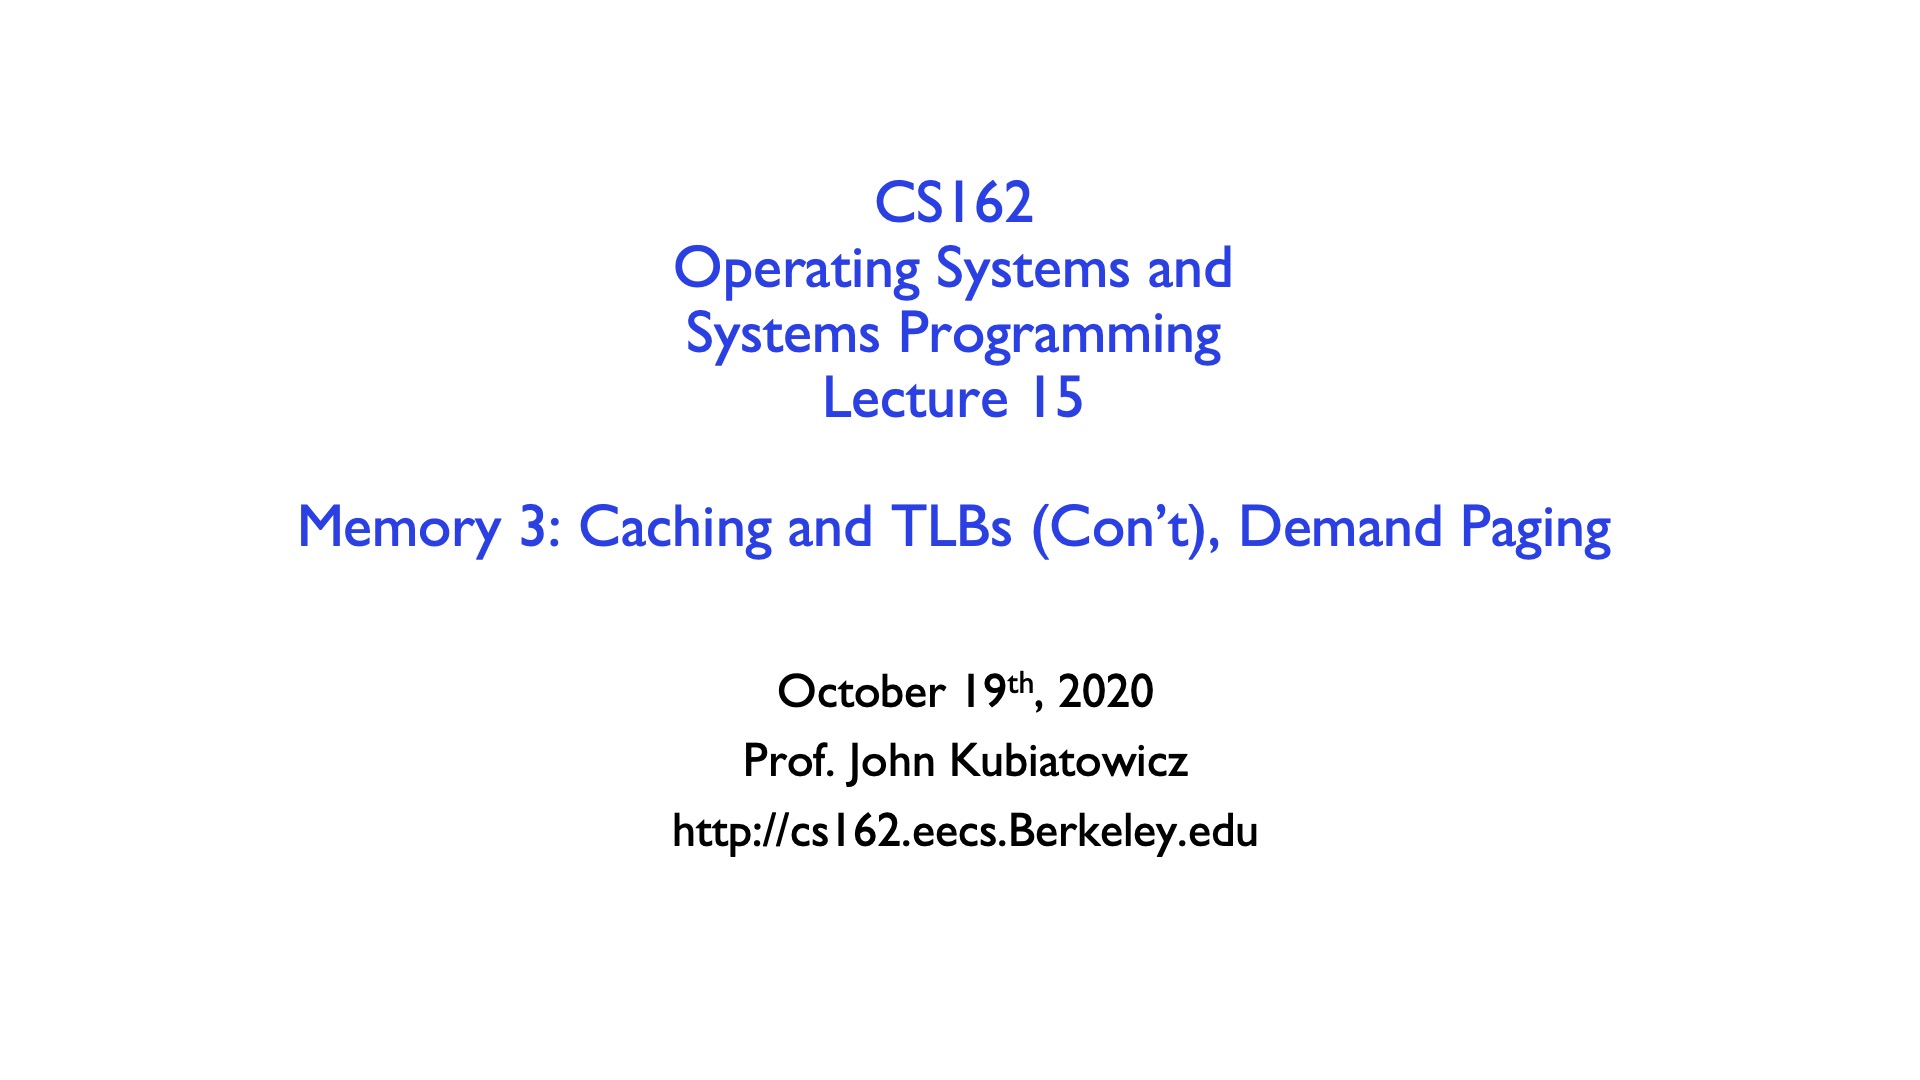 CS162
Operating Systems and
Systems Programming
Lecture 15
Memory 3: Caching and TLBs (Con’t), Demand Paging
October 19th, 2020
Prof. John Kubiatowicz
http://cs162.eecs.Berkeley.edu